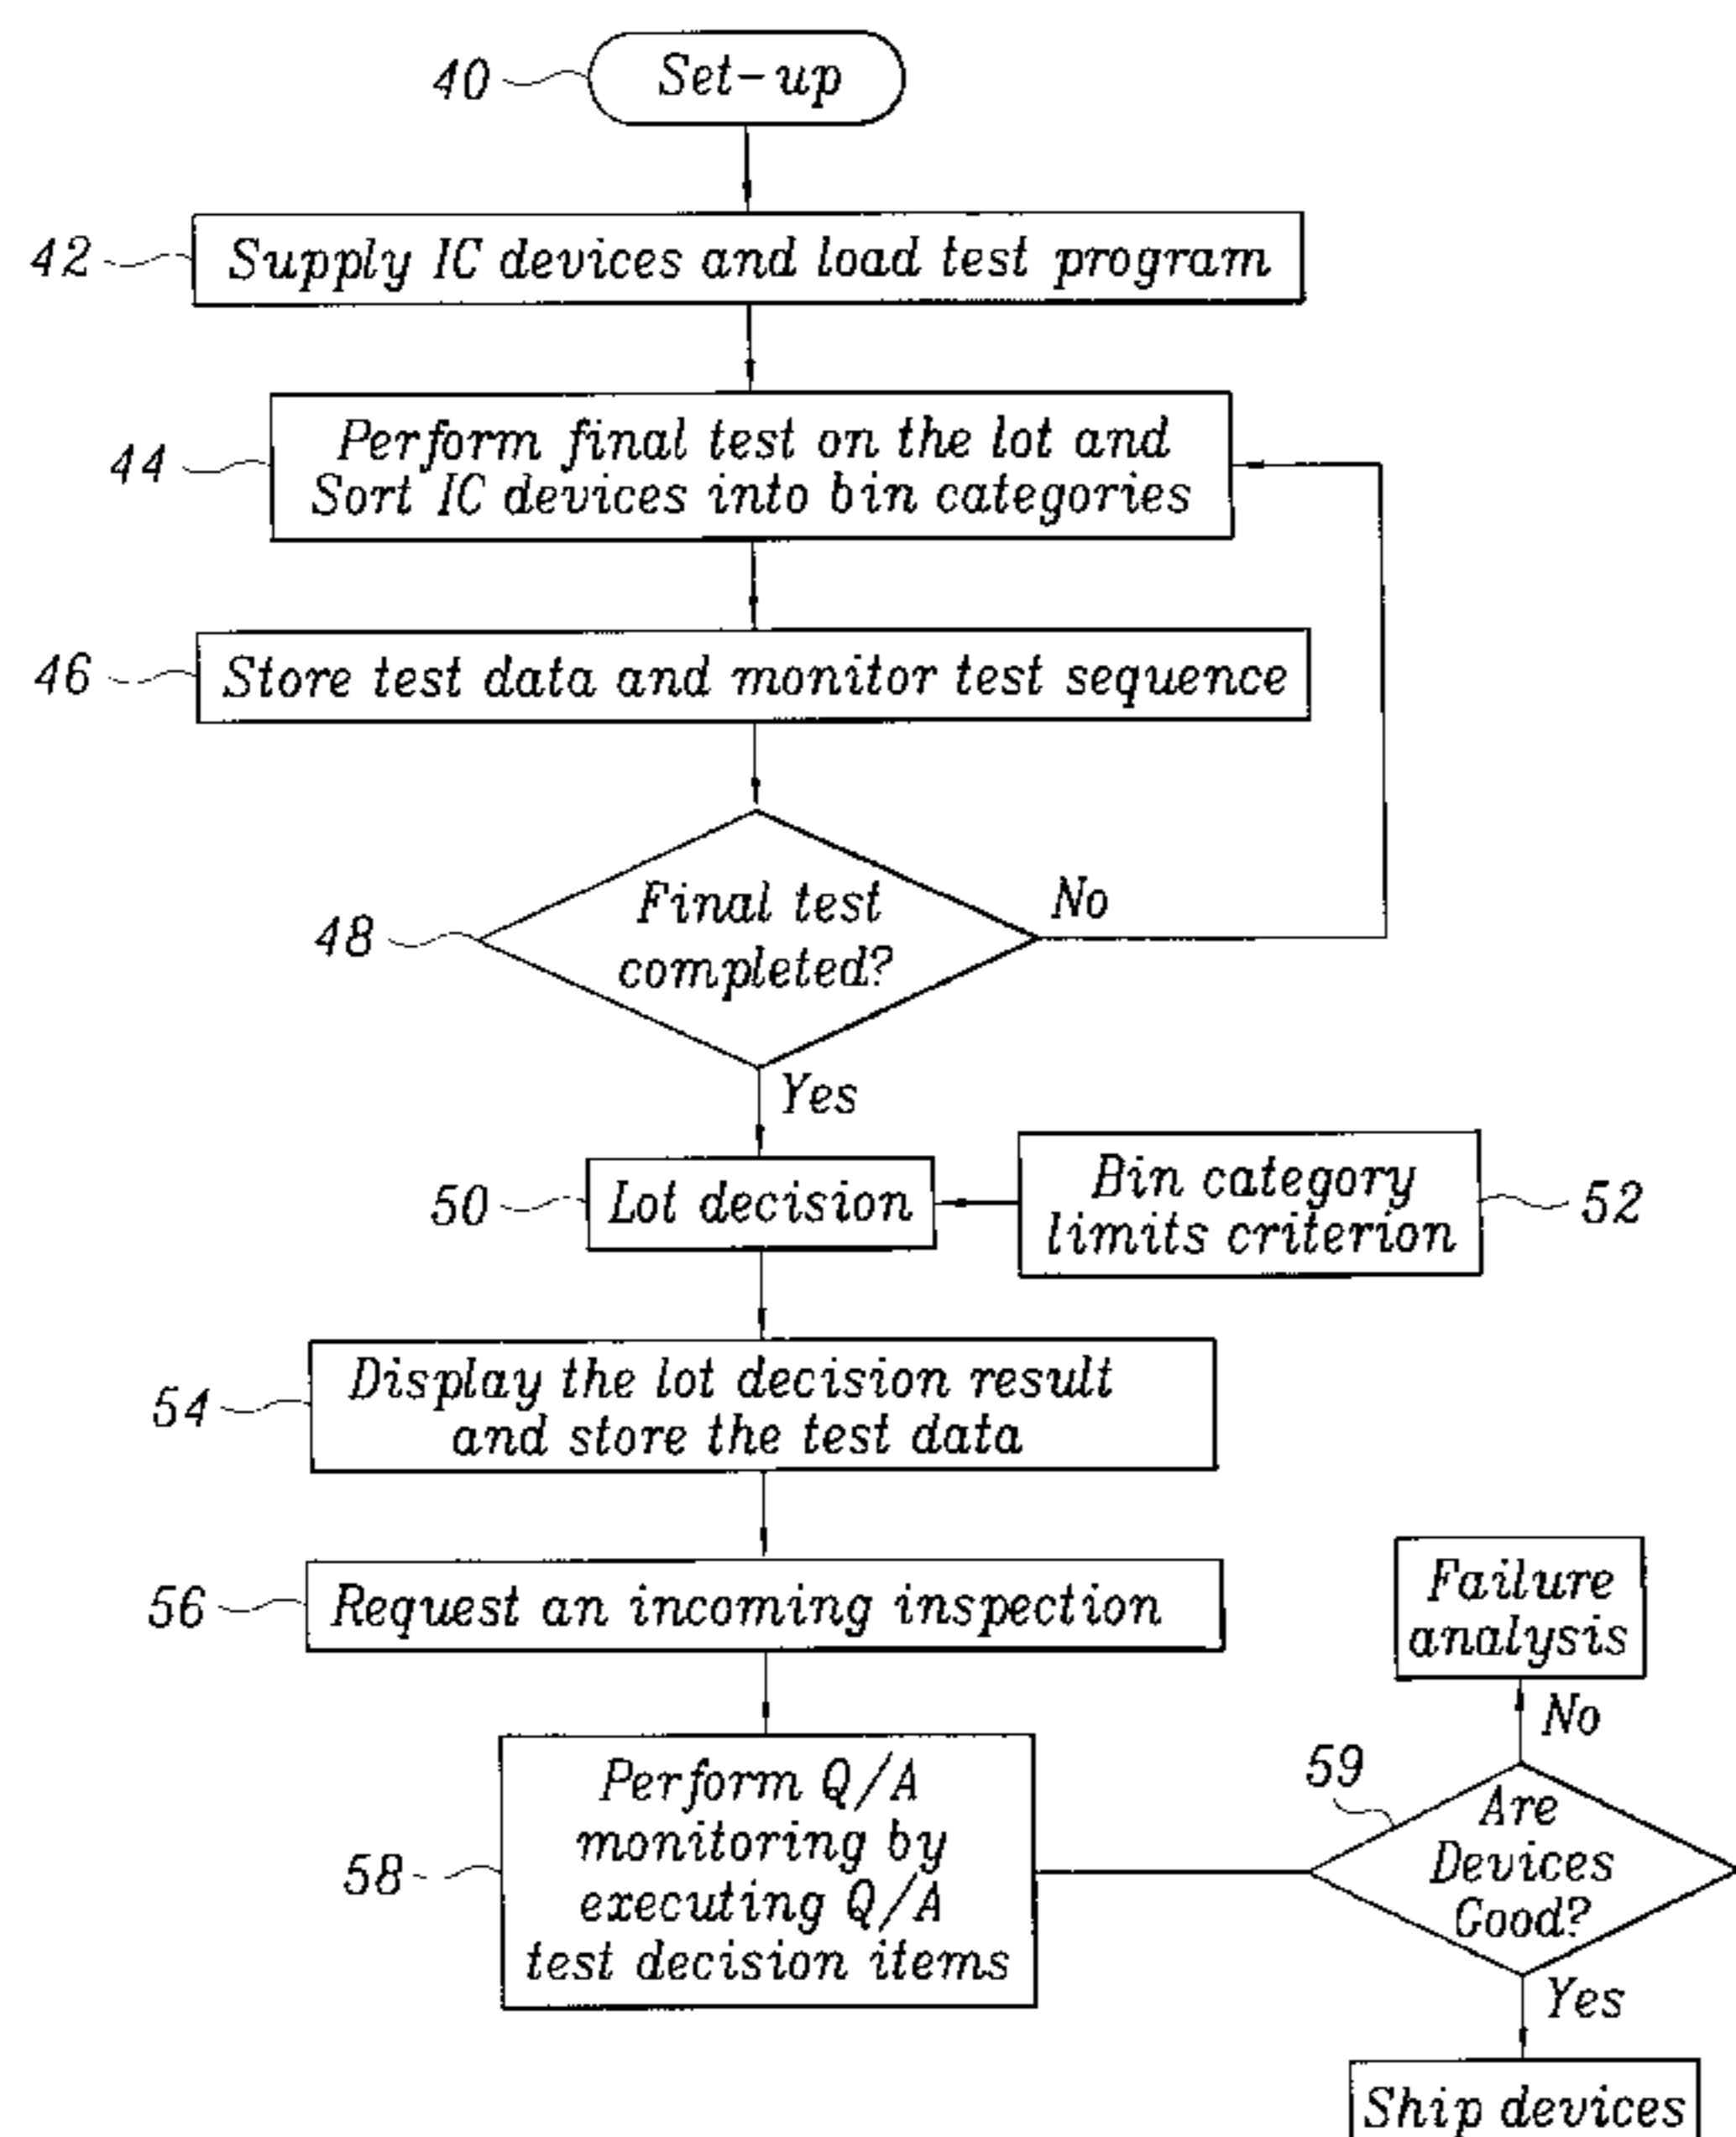 40
Set-up
42
Supply IC devices and load test program
44
Perform final test on the lot and
Sort IC devices into bin categories
46
Store test data and monitor test sequence
48
Final test
completed?
No
Yes
50
Lot decision
Bin category
limits criterion
52
54
Display the lot decision result
and store the test data
56
Request an incoming inspection
Failure
analysis
No
58
Perform Q/A
monitoring by
executing Q/A
test decision items
59
Are
Devices
Good?
Yes
Ship devices